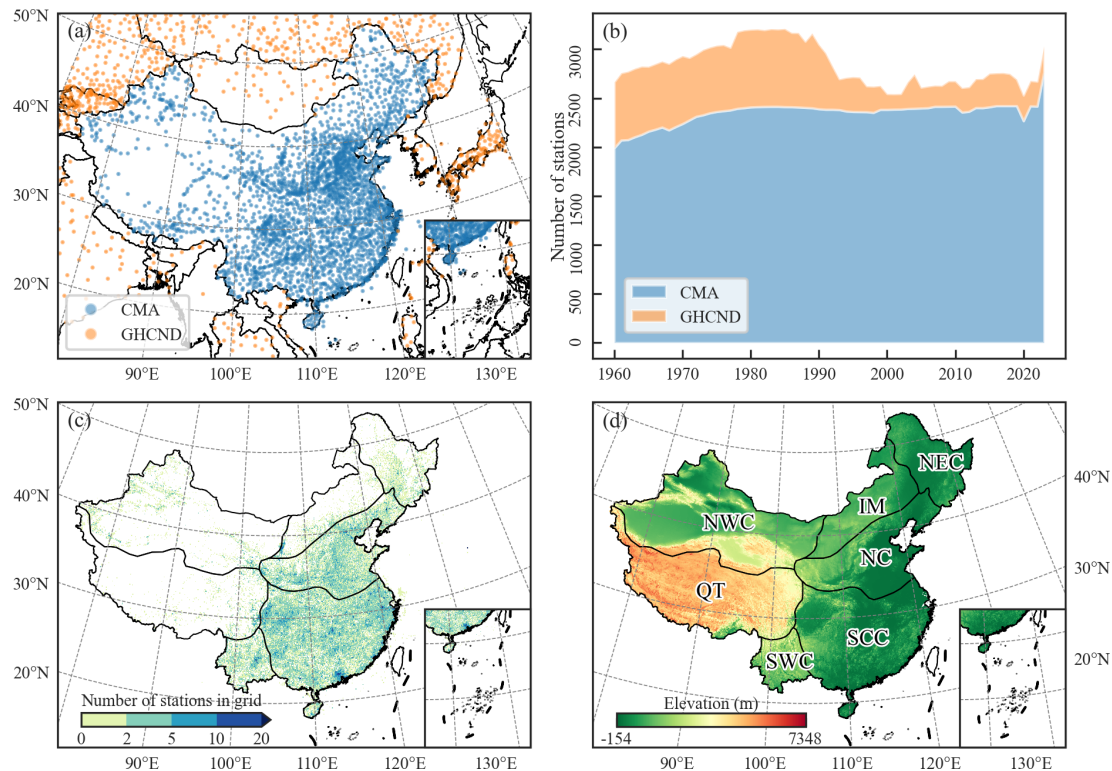 (a)
50°N
40°N
30°N
20°N
CMA
GHCND
90°E 100°E 110°E 120°E 130°E
(b)
Number of stations
3000
2500
2000
1500
1000
500
0
CMA
GHCND
1960 1970 1980 1990 2000 2010 2020
(c)
50°N
40°N
30°N
20°N
Number of stations in grid
0 2 5 10 20
90°E 100°E 110°E 120°E 130°E
(d)
NEC
IM
NWC
NC
QT
SCC
SWC
40°N
20°N
Elevation (m)
-154 7348
90°E 100°E 110°E 120°E 130°E